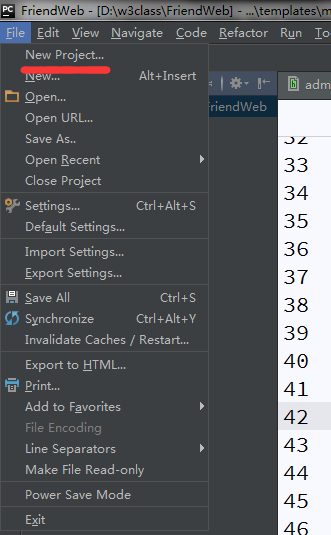 PC FriendWeb - [D:\w3class\FriendWeb] - ...\templates\m
File Edit View Navigate Code Refactor Run To
New Project...
New... Alt+Insert
Open...
Open URL...
Save As..
Open Recent
Close Project
Settings... Ctrl+Alt+S
Default Settings...
Import Settings...
Export Settings...
Save All Ctrl+S
Synchronize Ctrl+Alt+Y
Invalidate Caches / Restart...
Export to HTML...
Print...
Add to Favorites
File Encoding
Line Separators
Make File Read-only
Power Save Mode
Exit
adm
FriendWeb
32
33
34
35
36
37
38
39
40
41
42
43
44
45
46